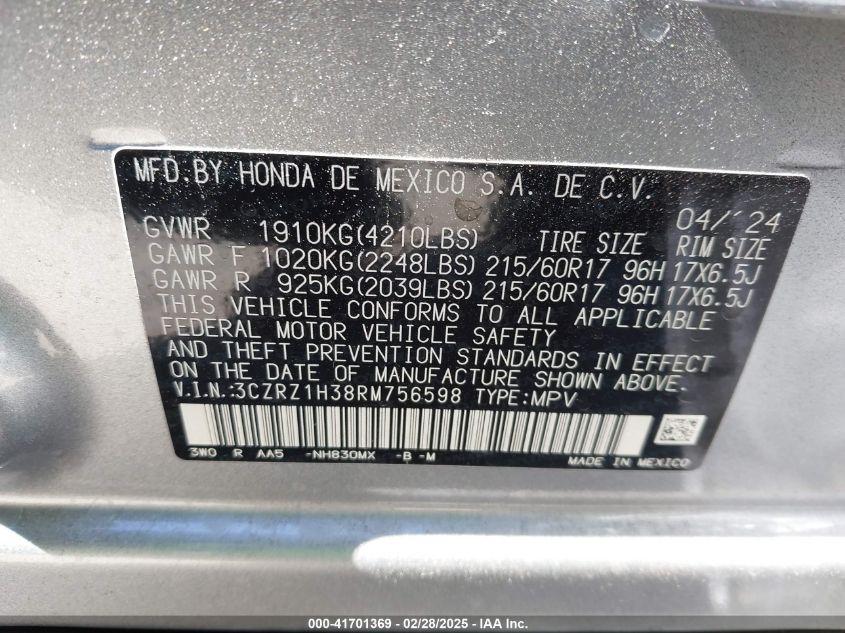 MFD.BY HONDA DE MEXICO S.A. DE C.V.
04/'24
GVWR 1910KG(4210LBS) TIRE SIZE RIM SIZE
GAWR F 1020KG(2248LBS) 215/60R17 96H 17X6.5J
GAWR R 925KG(2039LBS) 215/60R17 96H 17X6.5J
THIS VEHICLE CONFORMS TO ALL APPLICABLE
FEDERAL MOTOR VEHICLE SAFETY
AND THEFT PREVENTION STANDARDS IN EFFECT
ON THE DATE OF MANUFACTURE SHOWN ABOVE.
V.I.N.:3CZRZ1H38RM756598 TYPE:MPV
3W0 R AA5 -NH830MX -B -M
MADE IN MEXICO
000-41701369 - 02/28/2025 - IAA Inc.